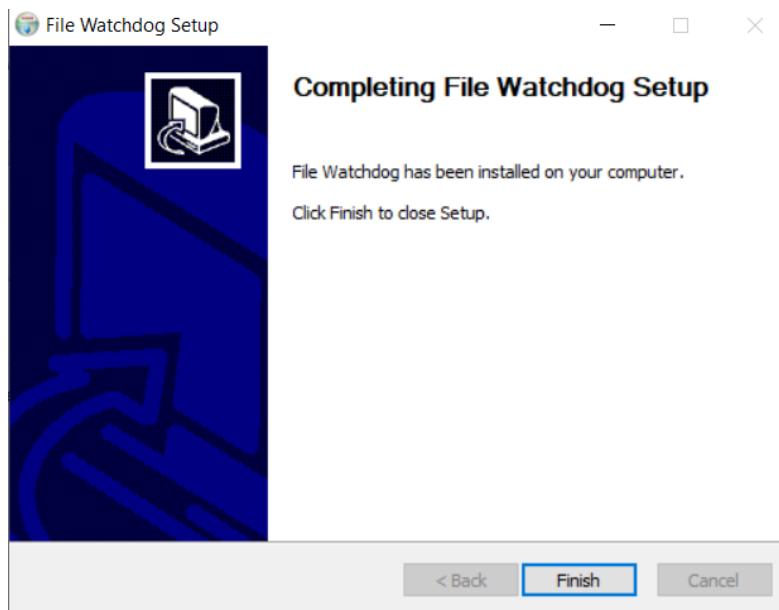 File Watchdog Setup
Completing File Watchdog Setup
File Watchdog has been installed on your computer.
Click Finish to close Setup.
< Back
Finish
Cancel